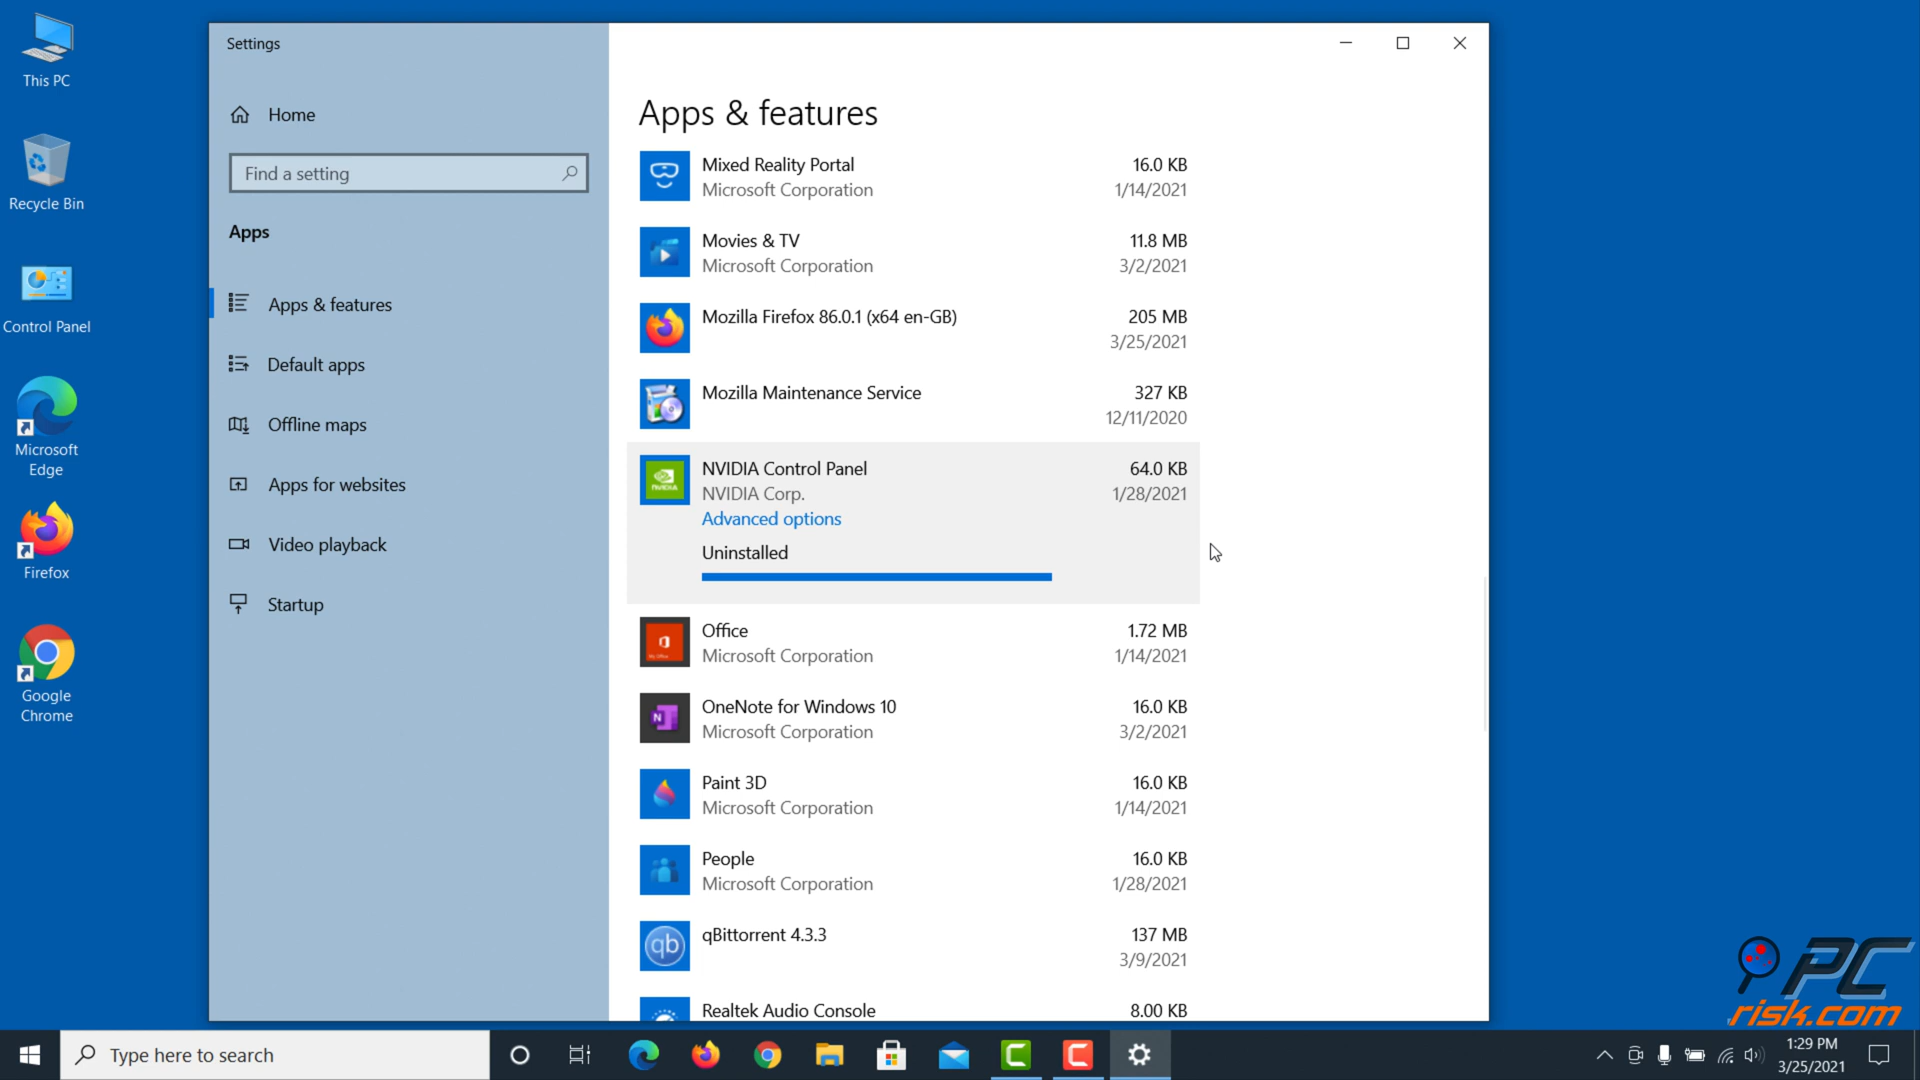 This PC
Recycle Bin
Control Panel
Microsoft
Edge
Firefox
Google
Chrome
Settings
Home
Find a setting
Apps
Apps & features
Default apps
Offline maps
Apps for websites
Video playback
Startup
Apps & features
Mixed Reality Portal 16.0 KB
Microsoft Corporation 1/14/2021
Movies & TV 11.8 MB
Microsoft Corporation 3/2/2021
Mozilla Firefox 86.0.1 (x64 en-GB) 205 MB
3/25/2021
Mozilla Maintenance Service 327 KB
12/11/2020
NVIDIA Control Panel 64.0 KB
NVIDIA Corp. 1/28/2021
Advanced options
Uninstalled
Office 1.72 MB
Microsoft Corporation 1/14/2021
OneNote for Windows 10 16.0 KB
Microsoft Corporation 3/2/2021
Paint 3D 16.0 KB
Microsoft Corporation 1/14/2021
People 16.0 KB
Microsoft Corporation 1/28/2021
qBittorrent 4.3.3 137 MB
3/9/2021
Realtek Audio Console 8.00 KB
PC
risk.com
Type here to search
1:29 PM
3/25/2021